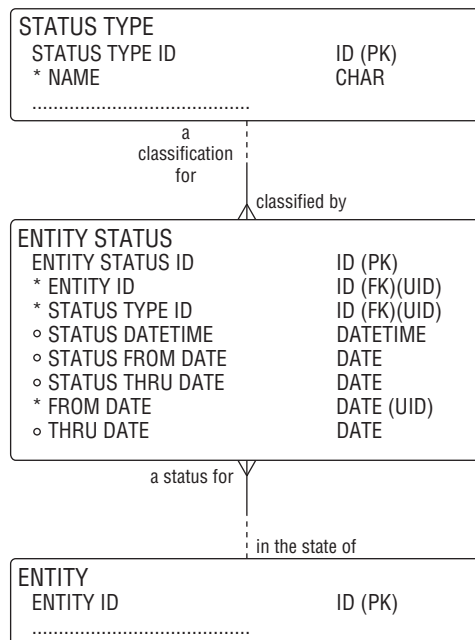 STATUS TYPE
STATUS TYPE ID ID (PK)
* NAME CHAR
..........................................
a
classification
for
classified by
ENTITY STATUS
ENTITY STATUS ID ID (PK)
* ENTITY ID ID (FK)(UID)
* STATUS TYPE ID ID (FK)(UID)
o STATUS DATETIME DATETIME
o STATUS FROM DATE DATE
o STATUS THRU DATE DATE
* FROM DATE DATE (UID)
o THRU DATE DATE
a status for
in the state of
ENTITY
ENTITY ID ID (PK)
..........................................